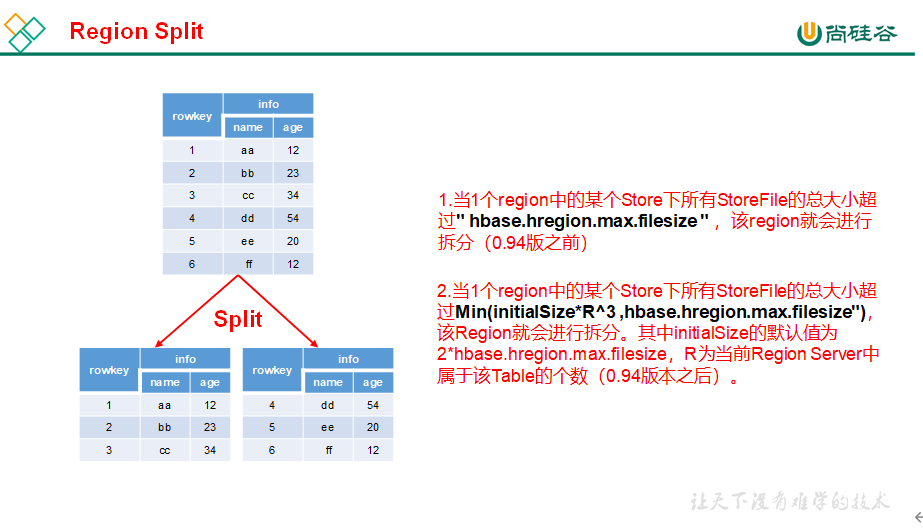 Region Split
尚硅谷
rowkey info
name age
1 aa 12
2 bb 23
3 cc 34
4 dd 54
5 ee 20
6 ff 12
Split
rowkey info
name age
1 aa 12
2 bb 23
3 cc 34
rowkey info
name age
4 dd 54
5 ee 20
6 ff 12
1.当1个region中的某个Store下所有StoreFile的总大小超
过" hbase.hregion.max.filesize "，该region就会进行
拆分（0.94版之前）
2.当1个region中的某个Store下所有StoreFile的总大小超
过Min(initialSize*R^3 ,hbase.hregion.max.filesize"),
该Region就会进行拆分。其中initialSize的默认值为
2*hbase.hregion.max.filesize，R为当前Region Server中
属于该Table的个数（0.94版本之后）。
让天下没有难学的技术